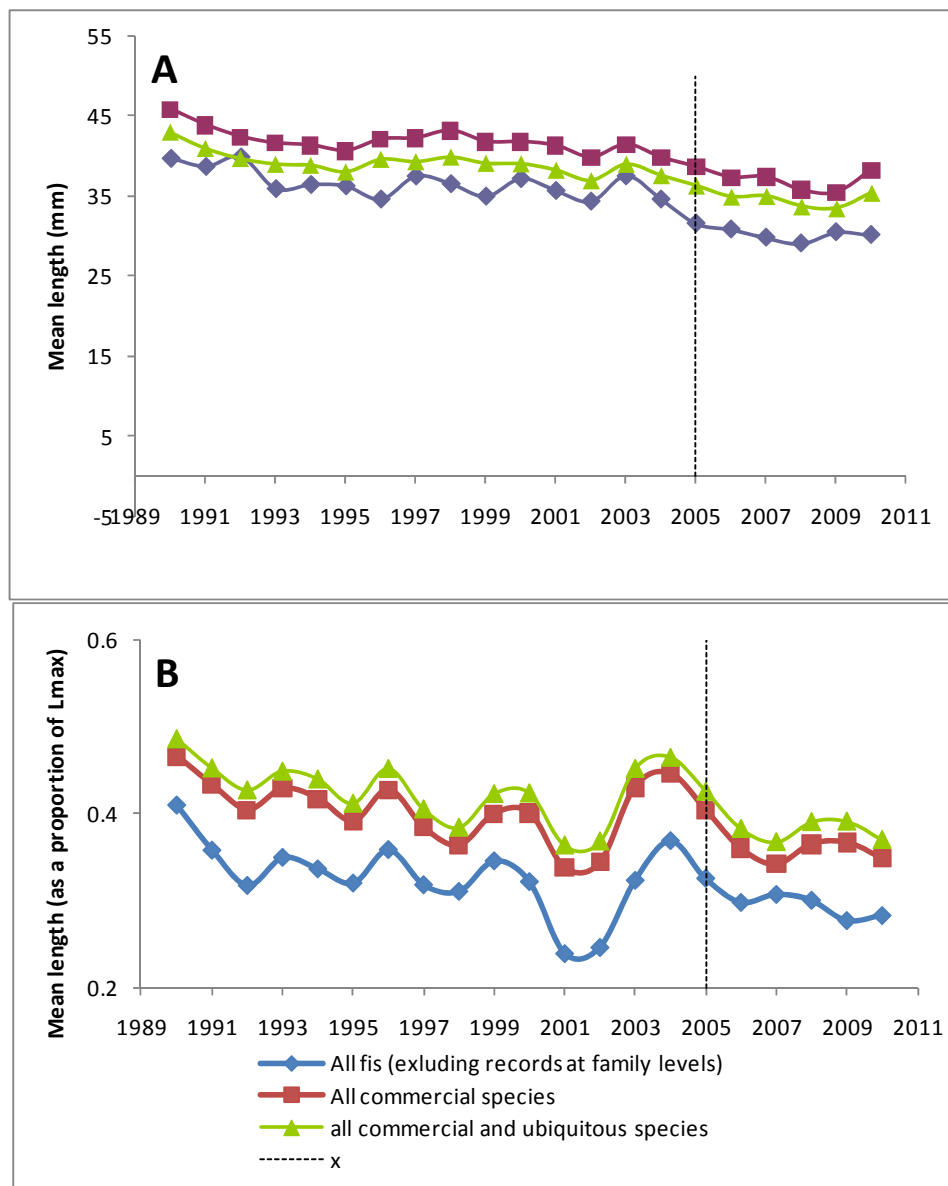 A
Mean length (mm)
55
45
35
25
15
5
-5
1989 1991 1993 1995 1997 1999 2001 2003 2005 2007 2009 2011
B
Mean length (as a proportion of Lmax)
0.6
0.4
0.2
1989 1991 1993 1995 1997 1999 2001 2003 2005 2007 2009 2011
All fis (exluding records at family levels)
All commercial species
all commercial and ubiquitous species
x